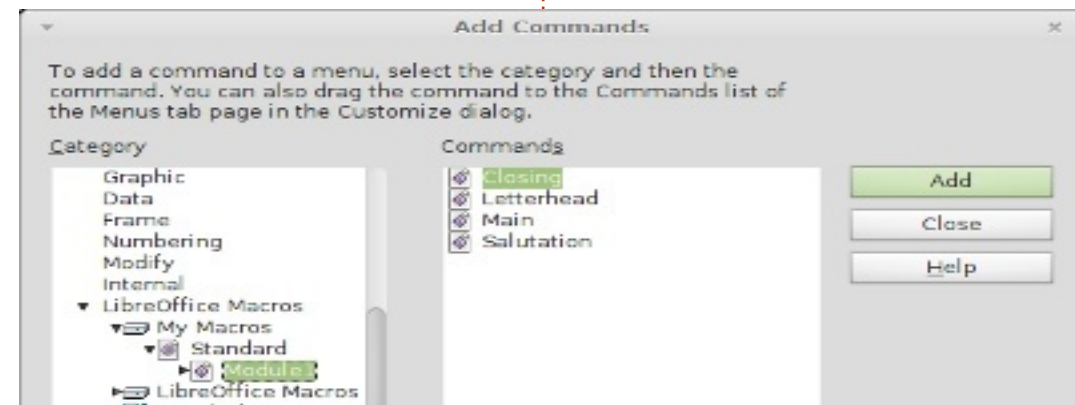 Add Commands
To add a command to a menu, select the category and then the
command. You can also drag the command to the Commands list of
the Menus tab page in the Customize dialog.
Category
Commands
Graphic
Data
Frame
Numbering
Modify
Internal
LibreOffice Macros
My Macros
Standard
LibreOffice Macros
Closing
Letterhead
Main
Salutation
Add
Close
Help